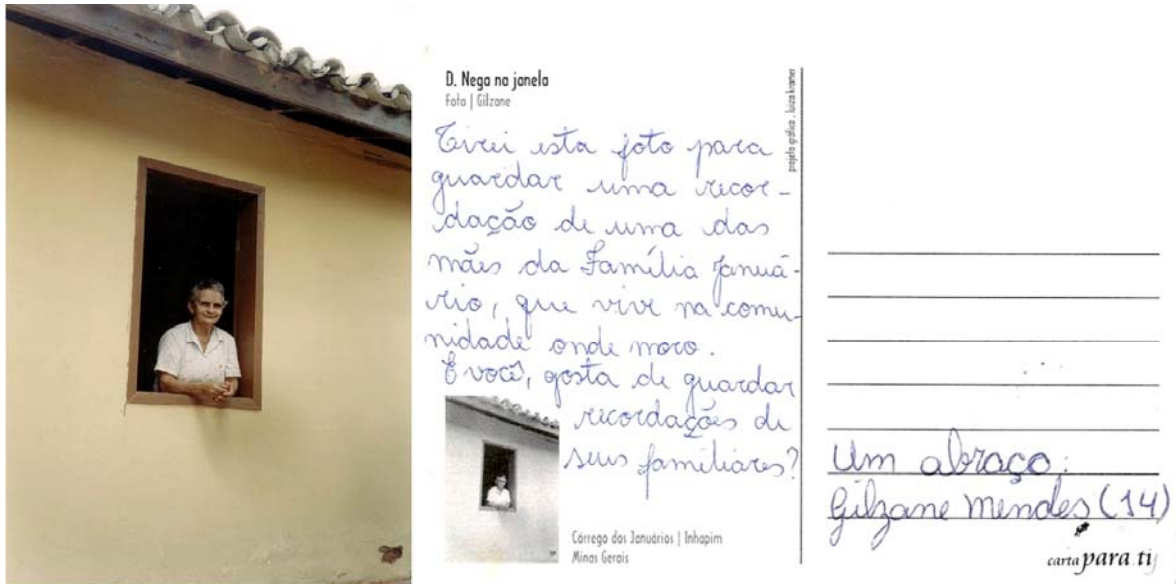 D. Nega na janela
Foto | Gilzane
projeto gráfico . luiza kramer
Tirei esta foto para
guardar uma recor-
dação de uma das
mães da Família Januá-
rio, que vive na comu-
nidade onde moro.
E você, gosta de guardar
recordações de
seus familiares?
Córrego dos Januários | Inhapim
Minas Gerais
Um abraço:
Gilzane Mendes (14)
carta para ti